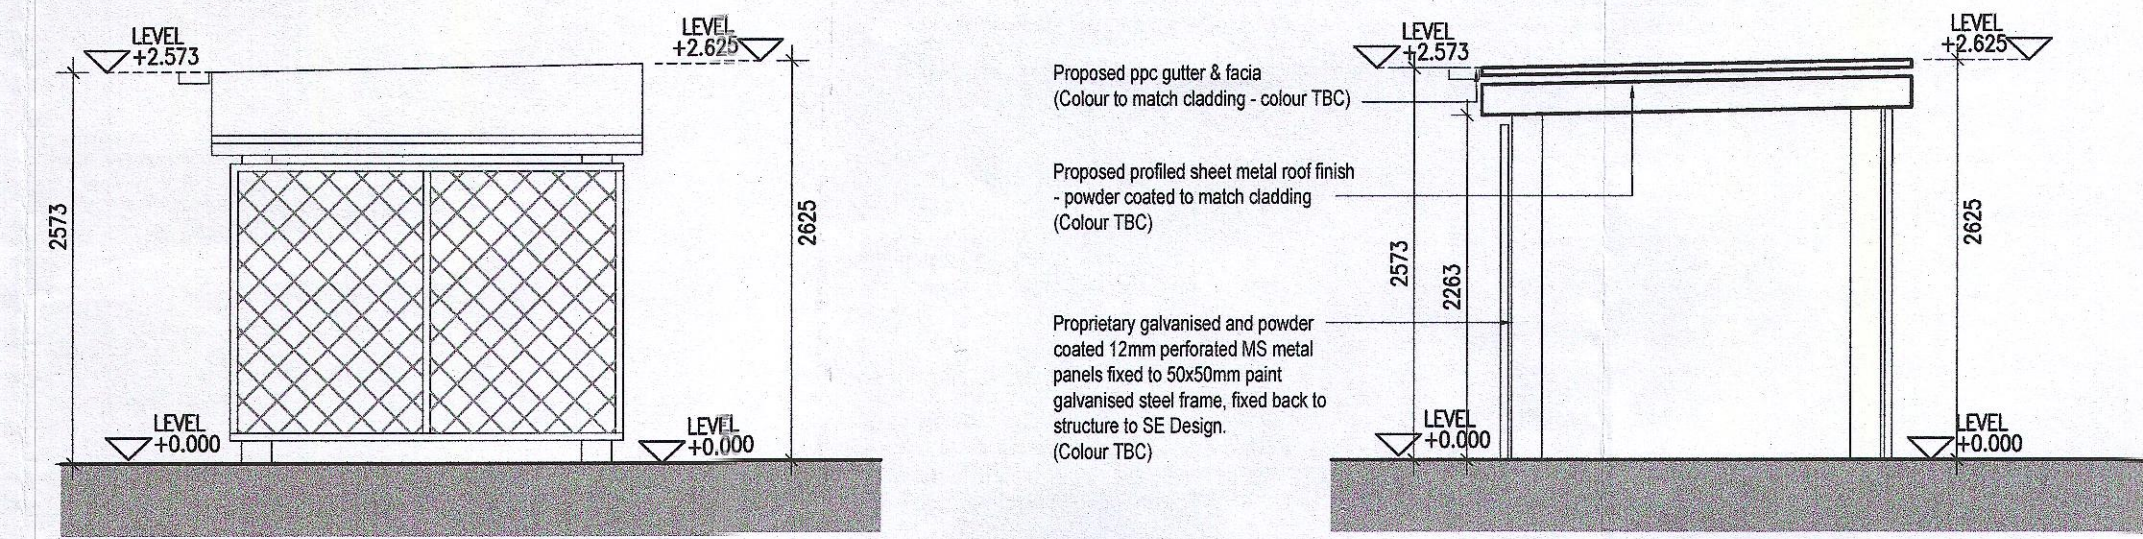 LEVEL
+2.573
LEVEL
+2.625
2573
2625
LEVEL
+0.000
LEVEL
+0.000
Proposed ppc gutter & facia
(Colour to match cladding - colour TBC)
Proposed profiled sheet metal roof finish
- powder coated to match cladding
(Colour TBC)
Proprietary galvanised and powder
coated 12mm perforated MS metal
panels fixed to 50x50mm paint
galvanised steel frame, fixed back to
structure to SE Design.
(Colour TBC)
LEVEL
+2.573
LEVEL
+2.625
2573
2263
2625
LEVEL
+0.000
LEVEL
+0.000